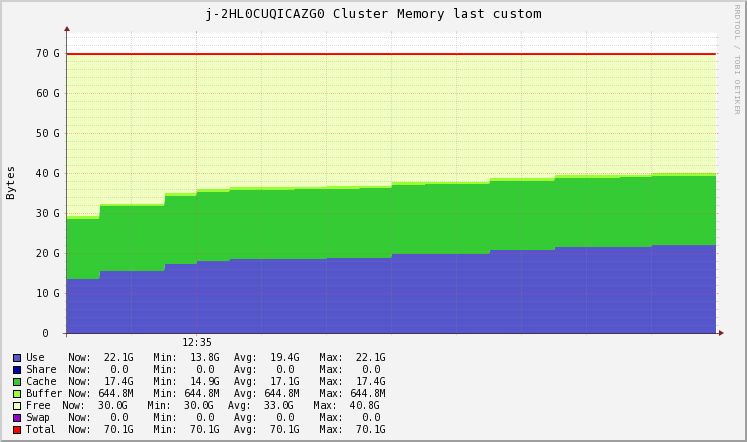 j-2HL0CUQICAZG0 Cluster Memory last custom
RRDTOOL / TOBI OETIKER
Bytes
70 G
60 G
50 G
40 G
30 G
20 G
10 G
0
12:35
Use Now: 22.1G Min: 13.8G Avg: 19.4G Max: 22.1G
Share Now: 0.0 Min: 0.0 Avg: 0.0 Max: 0.0
Cache Now: 17.4G Min: 14.9G Avg: 17.1G Max: 17.4G
Buffer Now: 644.8M Min: 644.8M Avg: 644.8M Max: 644.8M
Free Now: 30.0G Min: 30.0G Avg: 33.0G Max: 40.8G
Swap Now: 0.0 Min: 0.0 Avg: 0.0 Max: 0.0
Total Now: 70.1G Min: 70.1G Avg: 70.1G Max: 70.1G